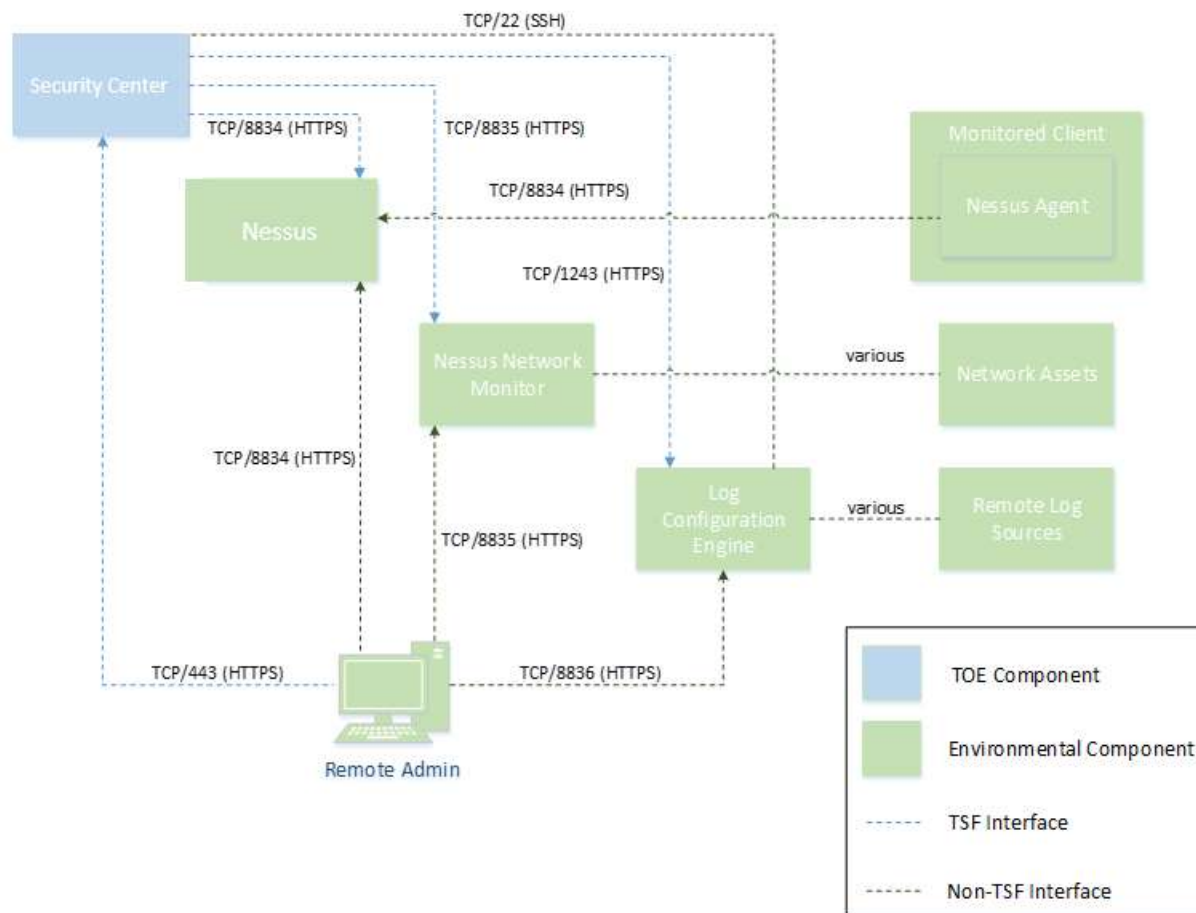 TCP/22 (SSH)
Security Center
TCP/8834 (HTTPS)
TCP/8835 (HTTPS)
Monitored Client
TCP/8834 (HTTPS)
Nessus Agent
Nessus
TCP/1243 (HTTPS)
Nessus Network
Monitor
various
Network Assets
TCP/8834 (HTTPS)
Log
Configuration
Engine
various
Remote Log
Sources
TCP/8835 (HTTPS)
TCP/443 (HTTPS)
TCP/8836 (HTTPS)
Remote Admin
TOE Component
Environmental Component
TSF Interface
Non-TSF Interface